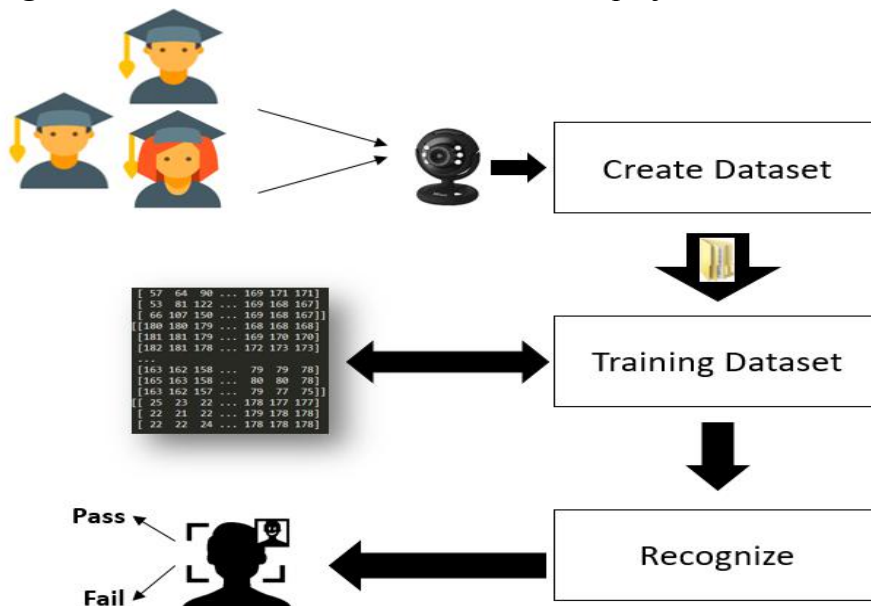 Create Dataset
[ 57 64 90 ... 169 171 171]
[ 53 81 122 ... 169 168 167]
[ 66 107 150 ... 169 168 167]]
[[180 180 179 ... 168 168 168]
[181 181 179 ... 169 170 170]
[182 181 178 ... 172 173 173]
...
[163 162 158 ... 79 79 78]
[165 163 158 ... 80 80 78]
[163 162 157 ... 79 77 75]]
[[ 25 23 22 ... 178 177 177]
[ 22 21 22 ... 179 178 178]
[ 22 22 24 ... 178 178 178]
Training Dataset
Pass
Fail
Recognize